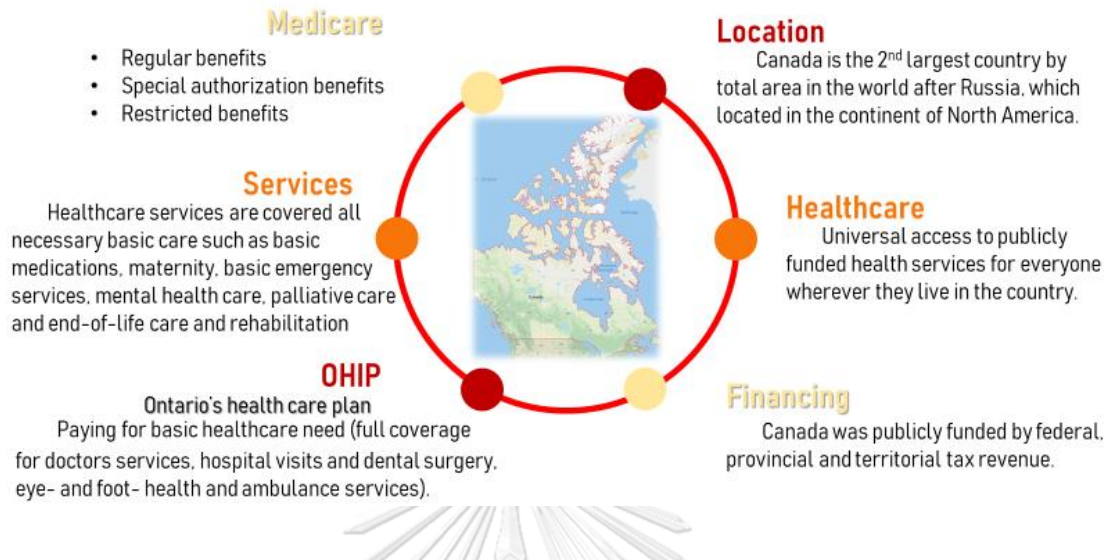 Medicare
• Regular benefits
• Special authorization benefits
• Restricted benefits
Services
Healthcare services are covered all
necessary basic care such as basic
medications, maternity, basic emergency
services, mental health care, palliative care
and end-of-life care and rehabilitation
OHIP
Ontario's health care plan
Paying for basic healthcare need (full coverage
for doctors services, hospital visits and dental surgery,
eye- and foot- health and ambulance services).
Location
Canada is the 2nd largest country by
total area in the world after Russia, which
located in the continent of North America.
Healthcare
Universal access to publicly
funded health services for everyone
wherever they live in the country.
Financing
Canada was publicly funded by federal,
provincial and territorial tax revenue.